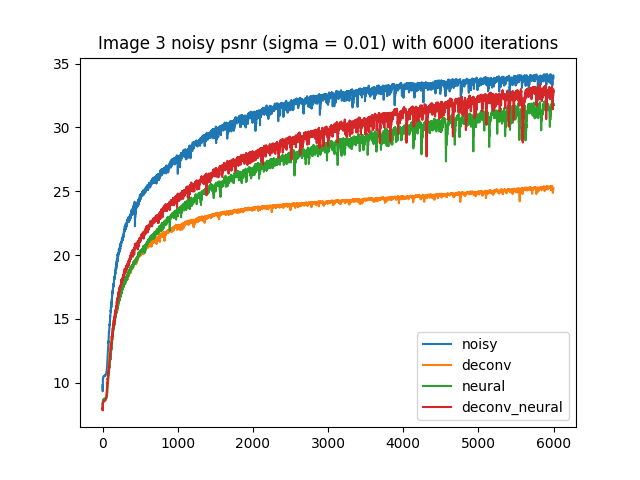 Image 3 noisy psnr (sigma = 0.01) with 6000 iterations
35
30
25
20
15
10
0
1000
2000
3000
4000
5000
6000
noisy
deconv
neural
deconv_neural